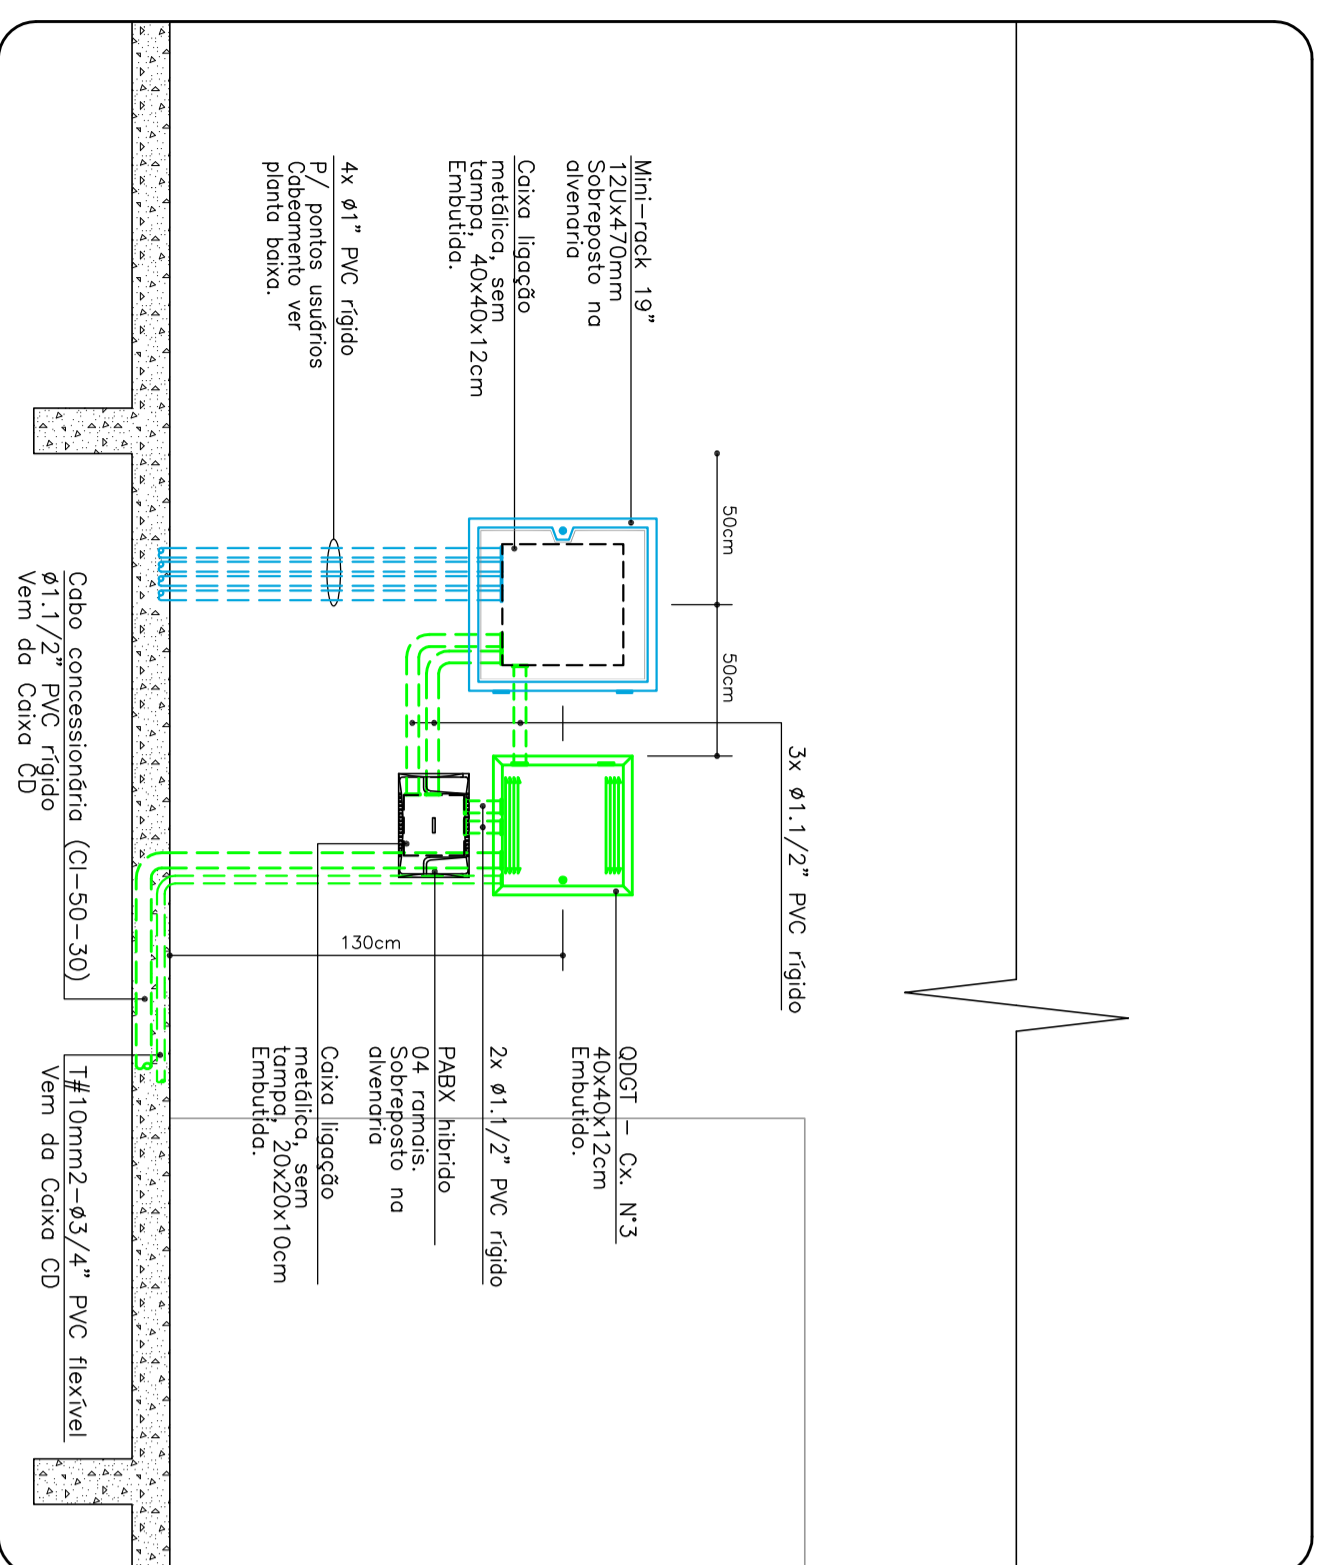 Mini-rack 19"
12Ux470mm
Sobreposto na
alvenaria
Caixa ligação
metálica, sem
tampa, 40x40x12cm
Embutida.
4x ø1" PVC rígido
P/ pontos usuários
Cabeamento ver
planta baixa.
50cm
50cm
3x ø1.1/2" PVC rígido
130cm
QDGT - Cx. N°3
40x40x12cm
Embutido.
2x ø1.1/2" PVC rígido
PABX hibrido
04 ramais.
Sobreposto na
alvenaria
Caixa ligação
metálica, sem
tampa, 20x20x10cm
Embutida.
Cabo concessionária (CI-50-30)
ø1.1/2" PVC rígido
Vem da Caixa CD
T#10mm2-ø3/4" PVC flexível
Vem da Caixa CD